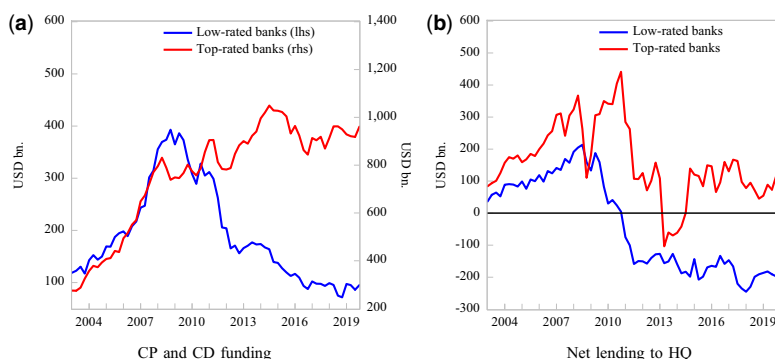 (a)
600
500
400
300
200
100
USD bn.
Low-rated banks (lhs)
Top-rated banks (rhs)
1,400
1,200
1,000
800
600
400
200
USD bn.
2004 2007 2010 2013 2016 2019
CP and CD funding
(b)
600
500
400
300
200
100
0
-100
-200
-300
USD bn.
Low-rated banks
Top-rated banks
2004 2007 2010 2013 2016 2019
Net lending to HQ